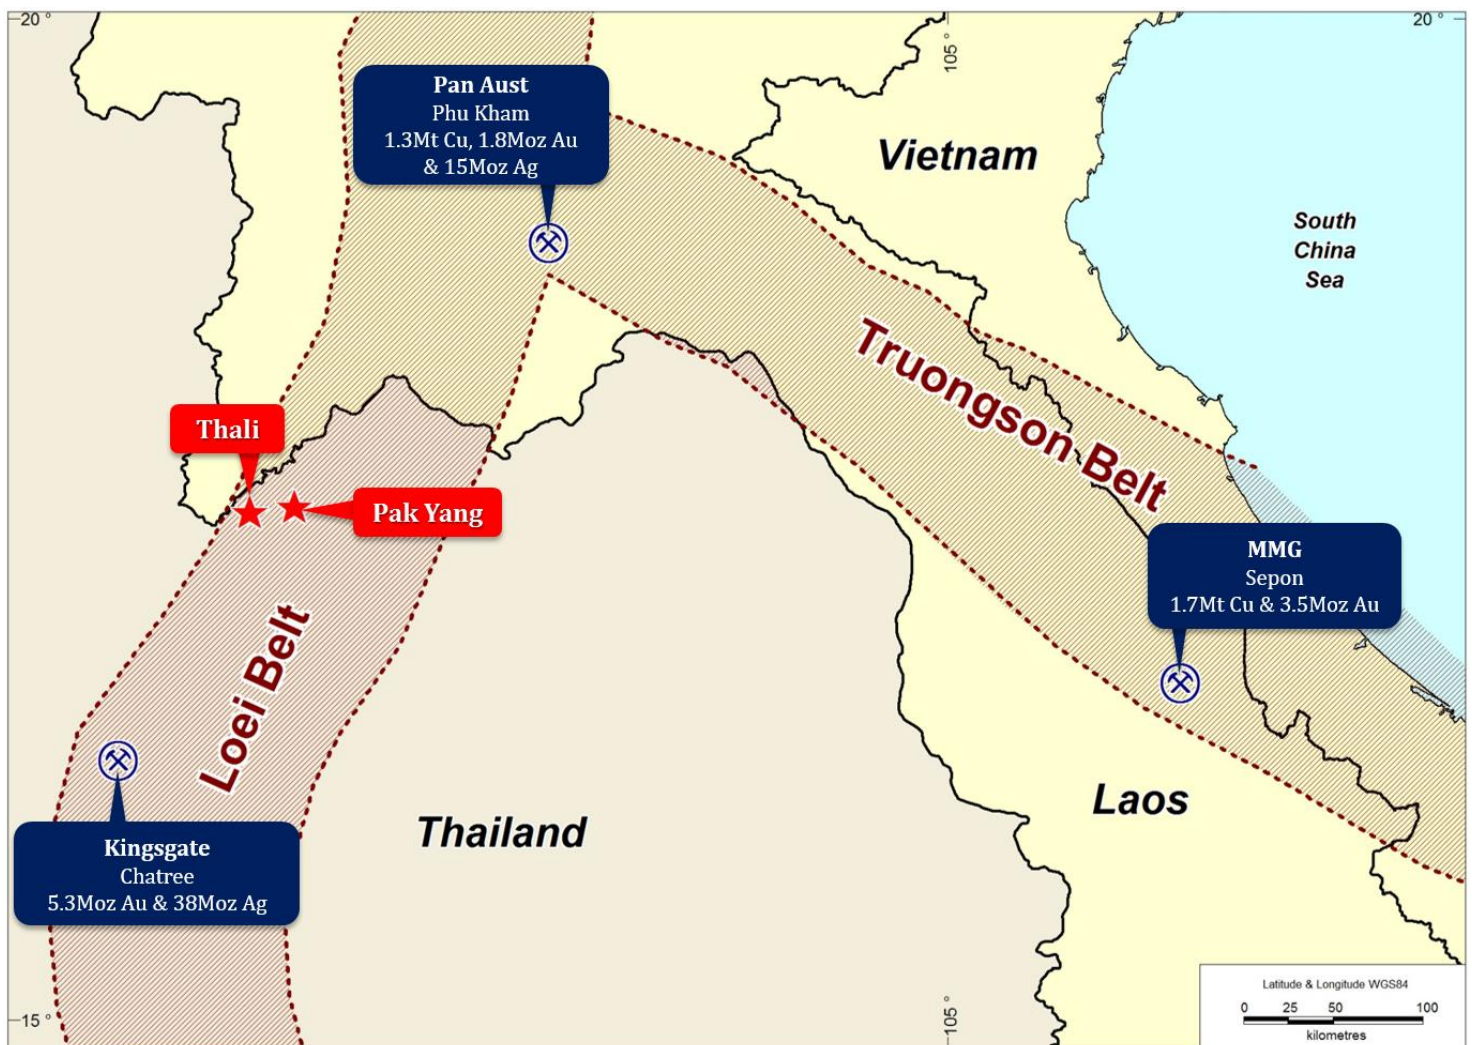 20 °
105 °
20 °
Pan Aust
Phu Kham
1.3Mt Cu, 1.8Moz Au
& 15Moz Ag
Vietnam
South
China
Sea
Truongson Belt
Thali
Pak Yang
MMG
Sepon
1.7Mt Cu & 3.5Moz Au
Loei Belt
Laos
Thailand
Kingsgate
Chatree
5.3Moz Au & 38Moz Ag
15 °
105 °
Latitude & Longitude WGS84
0 25 50 100
kilometres